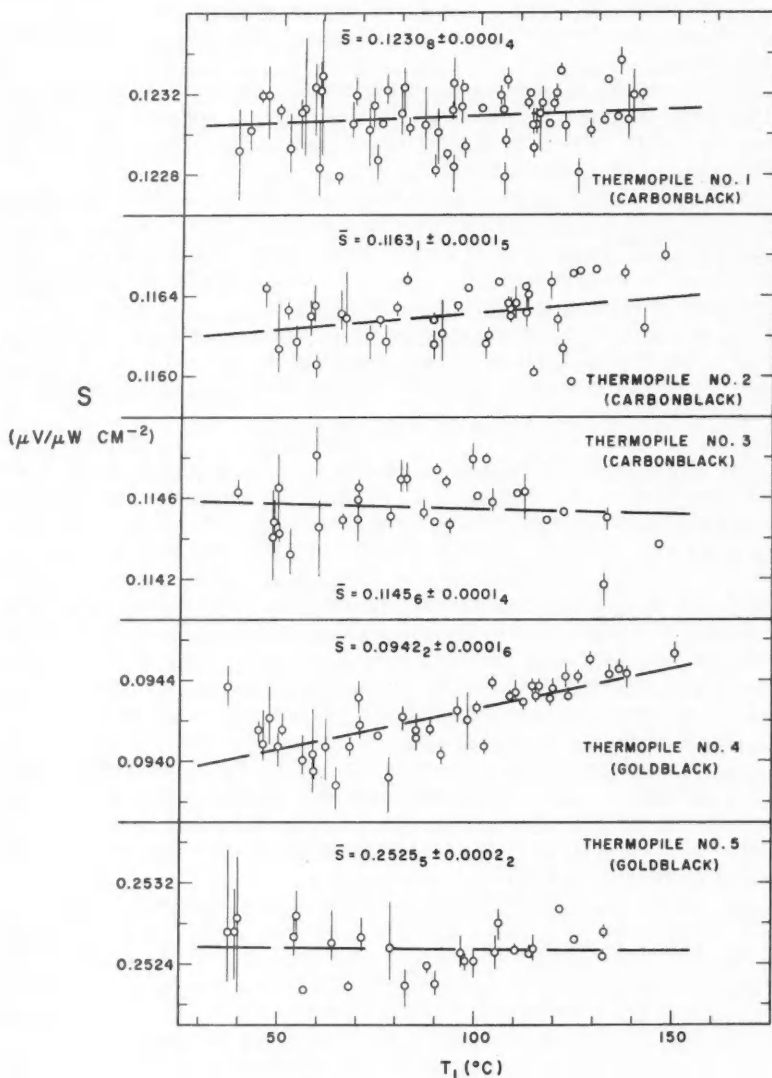 S̄ = 0.1230₈ ± 0.0001₄
0.1232
0.1228
THERMOPILE NO. 1
(CARBONBLACK)
S̄ = 0.1163₁ ± 0.0001₅
0.1164
0.1160
THERMOPILE NO. 2
(CARBONBLACK)
S
(μV/μW CM⁻²)
THERMOPILE NO. 3
(CARBONBLACK)
0.1146
0.1142
S̄ = 0.1145₆ ± 0.0001₄
S̄ = 0.0942₂ ± 0.0001₆
0.0944
0.0940
THERMOPILE NO. 4
(GOLDBLACK)
THERMOPILE NO. 5
(GOLDBLACK)
S̄ = 0.2525₅ ± 0.0002₂
0.2532
0.2524
50 100 150
T₁ (°C)